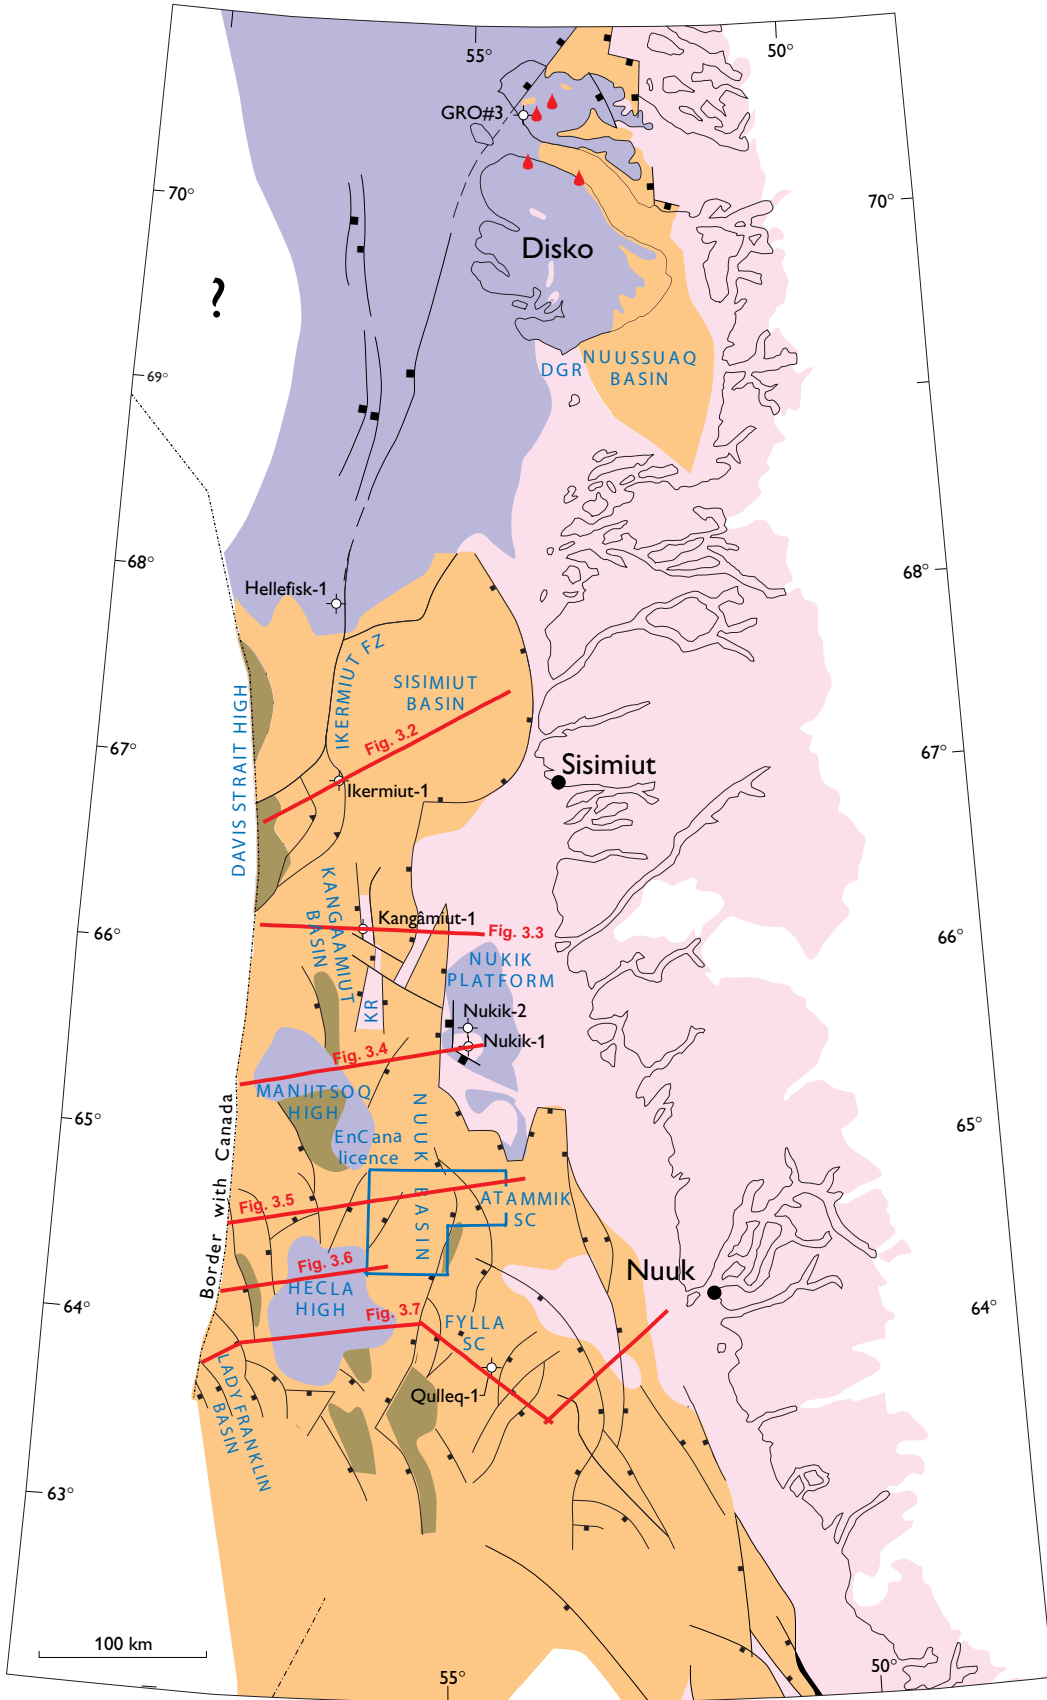 55°
50°
GRO#3
70°
70°
Disko
?
NUUSSUAQ
BASIN
DGR
69°
68°
68°
Hellefisk-1
IKERMIUT FZ
SISIMIUT
BASIN
DAVIS STRAIT HIGH
Fig. 3.2
67°
67°
Sisimiut
Ikermiut-1
KANGAAMIUT
BASIN
Kangâmiut-1
Fig. 3.3
66°
66°
NUKIK
PLATFORM
KR
Nukik-2
Nukik-1
Fig. 3.4
MANIITSOQ
HIGH
65°
65°
NUUK BASIN
EnCana
licence
Border with Canada
ATAMMIK
SC
Fig. 3.5
Fig. 3.6
Nuuk
HECLA
HIGH
64°
64°
Fig. 3.7
FYLLA
SC
LADY FRANKLIN
BASIN
Qulleq-1
63°
100 km
55°
50°